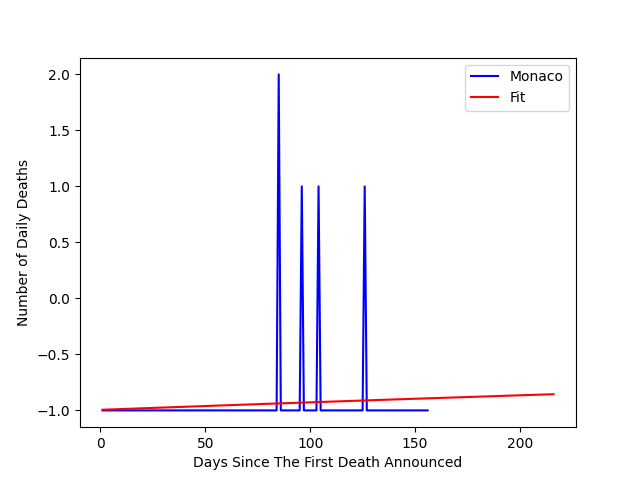 Monaco
Fit
2.0
1.5
1.0
0.5
0.0
−0.5
−1.0
Number of Daily Deaths
0 50 100 150 200
Days Since The First Death Announced